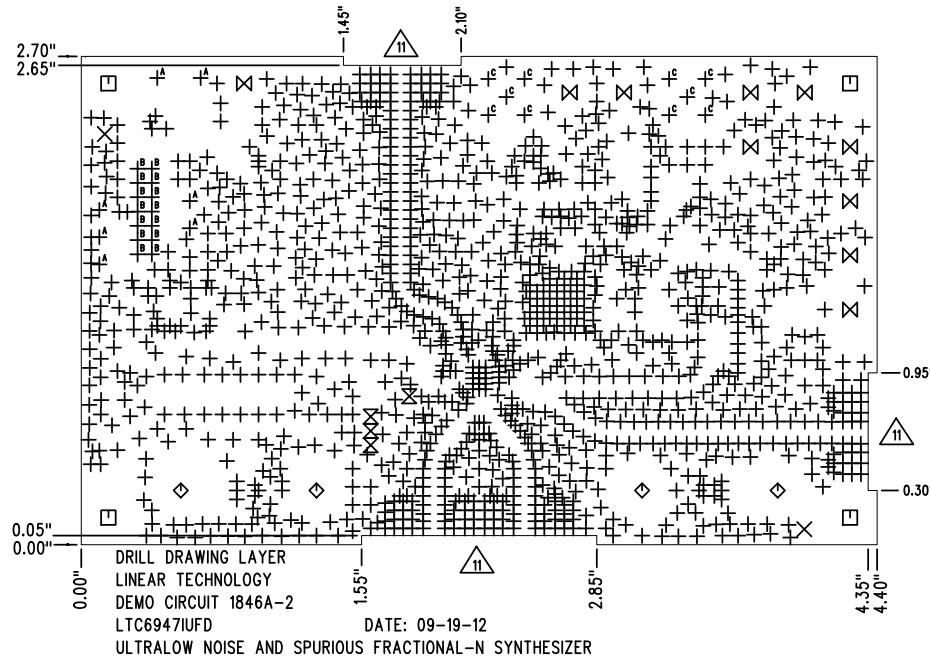 1.45"
2.10"
11
2.70"
2.65"
A
A
C
C
C
C
C
C
C
C
B B
B B
B B
B B
B B
B B
B B
A
A
A
A
A
0.95
11
0.30
0.05"
0.00"
11
0.00"
1.55"
2.85"
4.35"
4.40"
DRILL DRAWING LAYER
LINEAR TECHNOLOGY
DEMO CIRCUIT 1846A-2
LTC6947IUFD DATE: 09-19-12
ULTRALOW NOISE AND SPURIOUS FRACTIONAL-N SYNTHESIZER